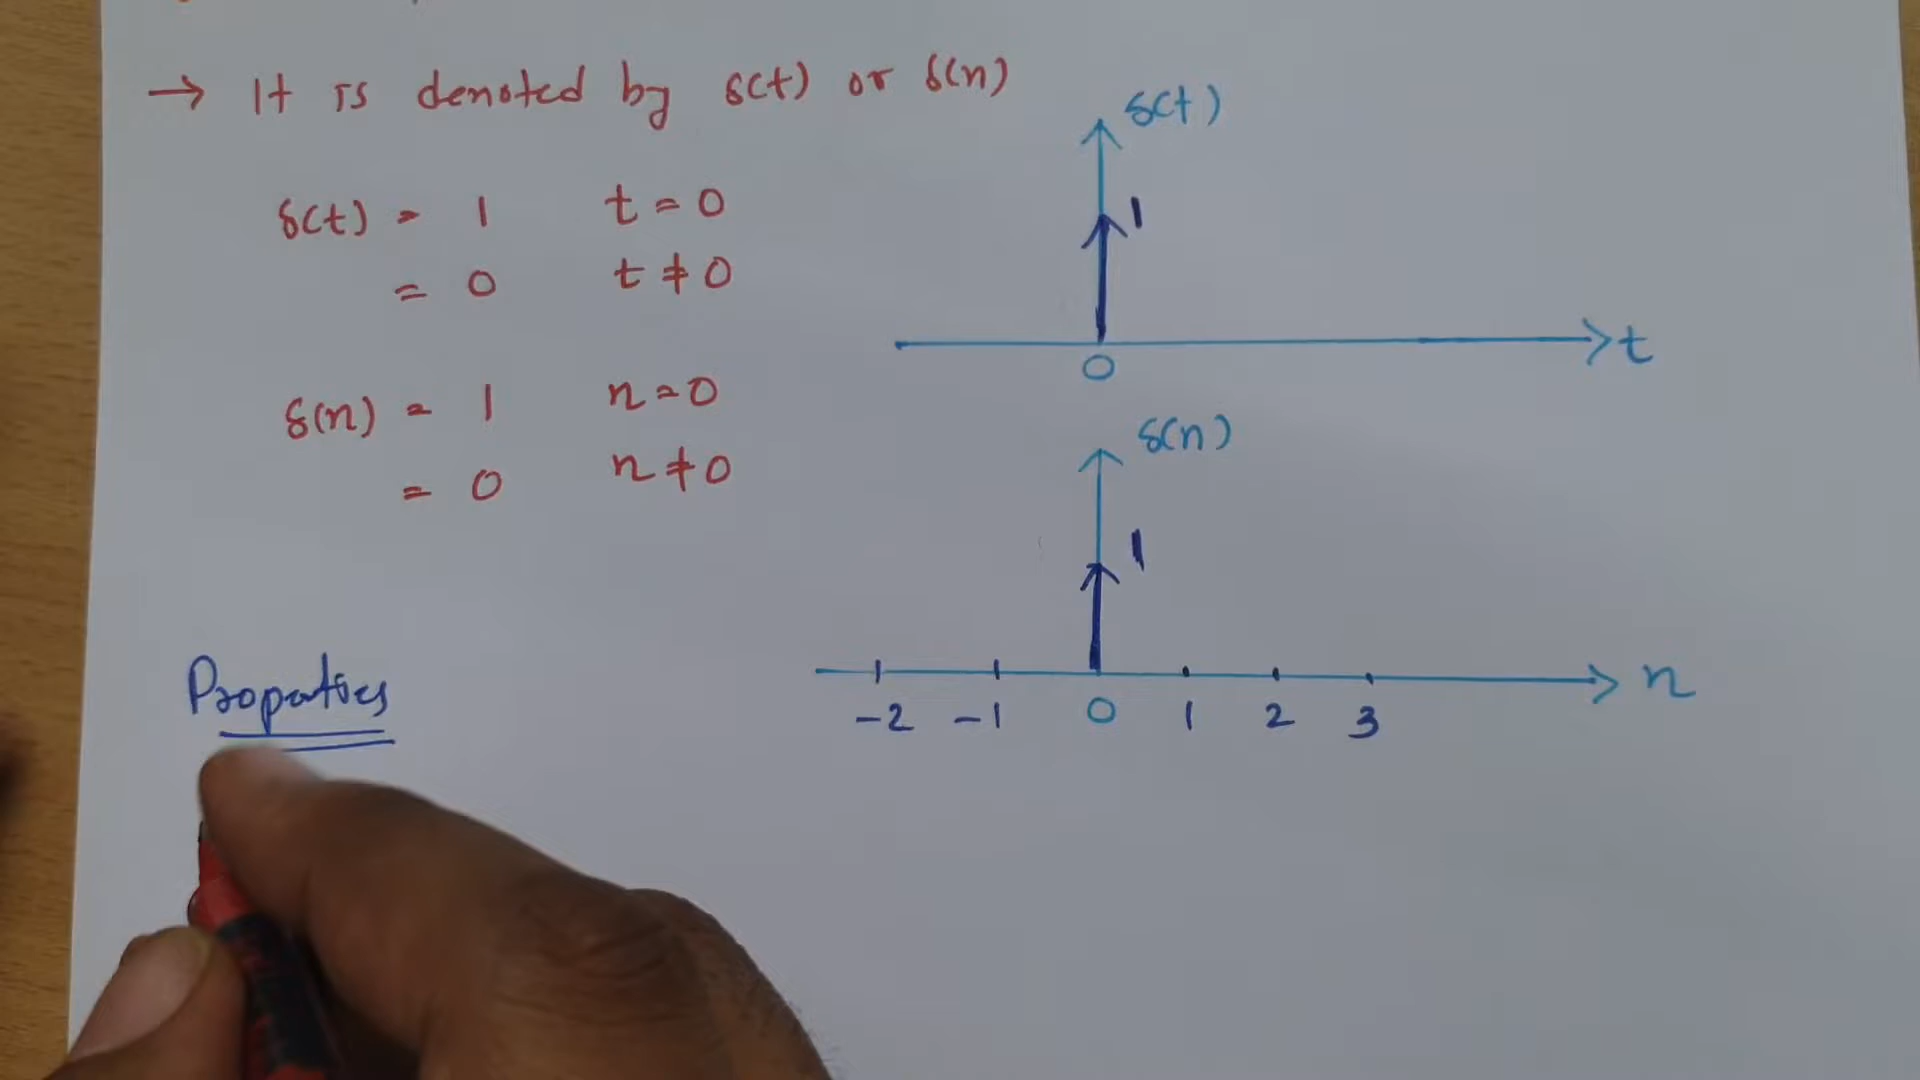 → It is denoted by δ(t) or δ(n)
δ(t) = 1 t = 0
= 0 t ≠ 0
δ(n) = 1 n = 0
= 0 n ≠ 0
Properties
δ(t)
1
0
t
δ(n)
1
-2 -1 0 1 2 3
n